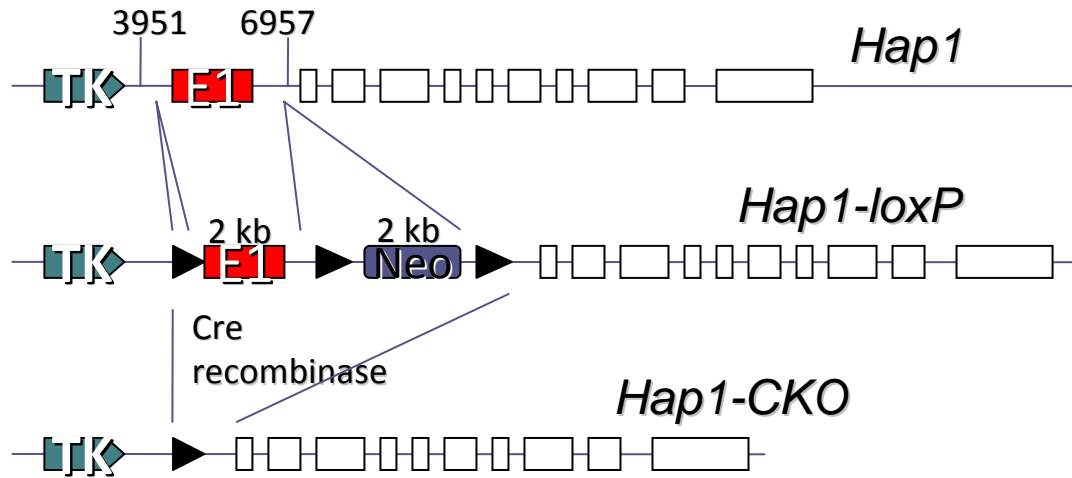 3951 6957
Hap1
TK E1
Hap1-loxP
2 kb 2 kb
TK E1 Neo
Cre
recombinase
Hap1-CKO
TK